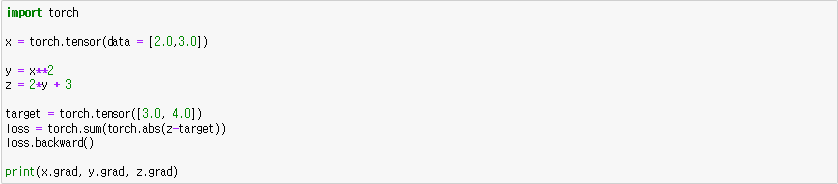 import torch
x = torch.tensor(data = [2.0,3.0])
y = x**2
z = 2*y + 3
target = torch.tensor([3.0, 4.0])
loss = torch.sum(torch.abs(z-target))
loss.backward()
print(x.grad, y.grad, z.grad)